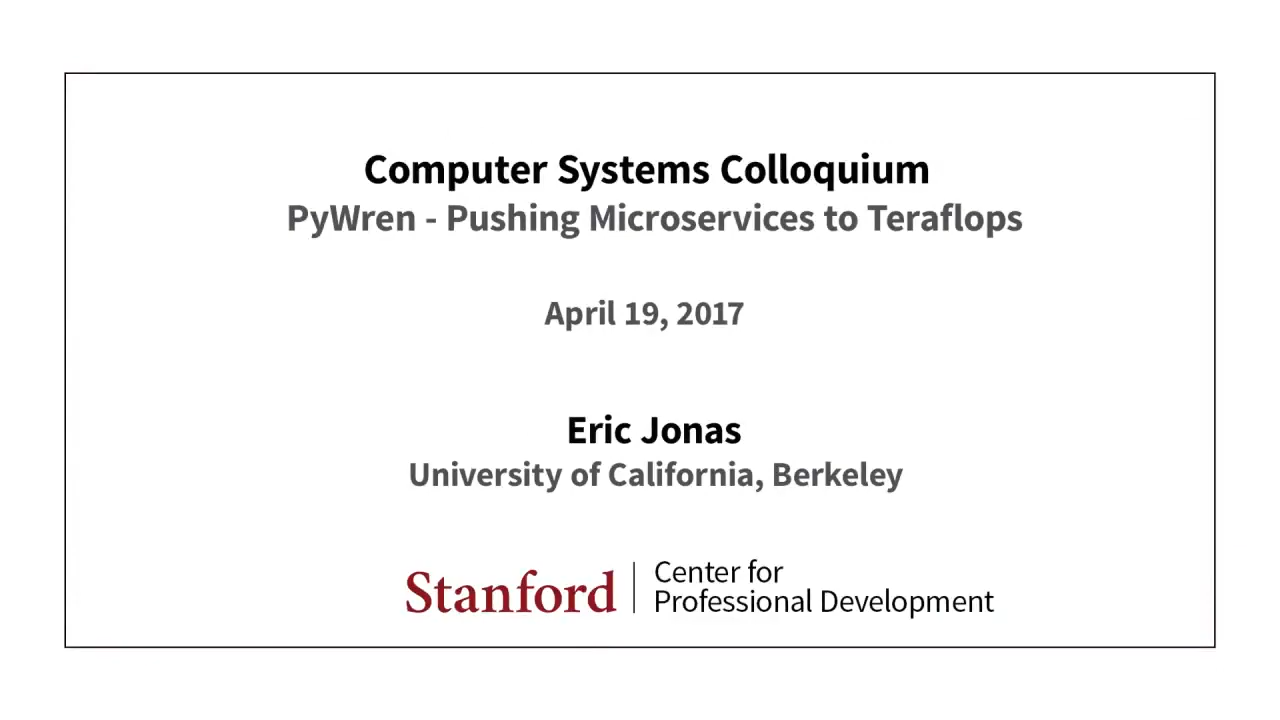 Computer Systems Colloquium
PyWren - Pushing Microservices to Teraflops
April 19, 2017
Eric Jonas
University of California, Berkeley
Stanford
Center for
Professional Development